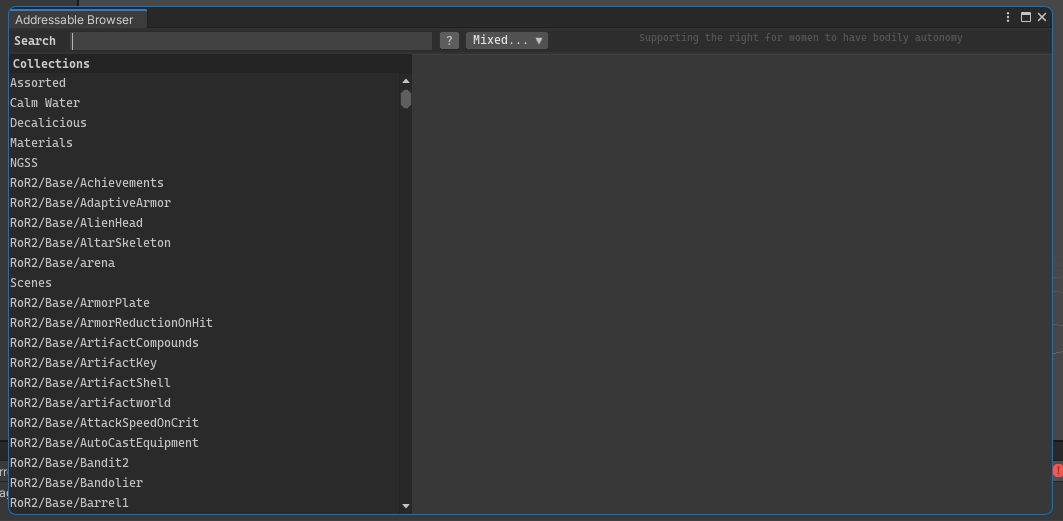 Addressable Browser
Search ? Mixed... ▼ Supporting the right for women to have bodily autonomy
Collections
Assorted
Calm Water
Decalicious
Materials
NGSS
RoR2/Base/Achievements
RoR2/Base/AdaptiveArmor
RoR2/Base/AlienHead
RoR2/Base/AltarSkeleton
RoR2/Base/arena
Scenes
RoR2/Base/ArmorPlate
RoR2/Base/ArmorReductionOnHit
RoR2/Base/ArtifactCompounds
RoR2/Base/ArtifactKey
RoR2/Base/ArtifactShell
RoR2/Base/artifactworld
RoR2/Base/AttackSpeedOnCrit
RoR2/Base/AutoCastEquipment
RoR2/Base/Bandit2
RoR2/Base/Bandolier
RoR2/Base/Barrel1